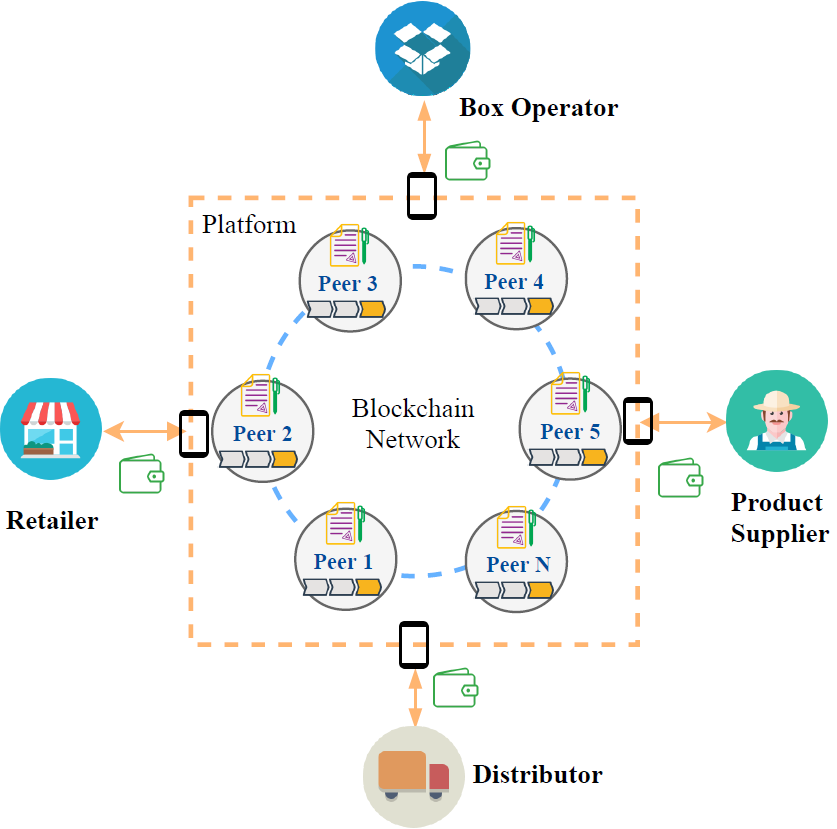 Box Operator
Platform
Peer 3
Peer 4
Blockchain
Network
Peer 2
Peer 5
Retailer
Product
Supplier
Peer 1
Peer N
Distributor